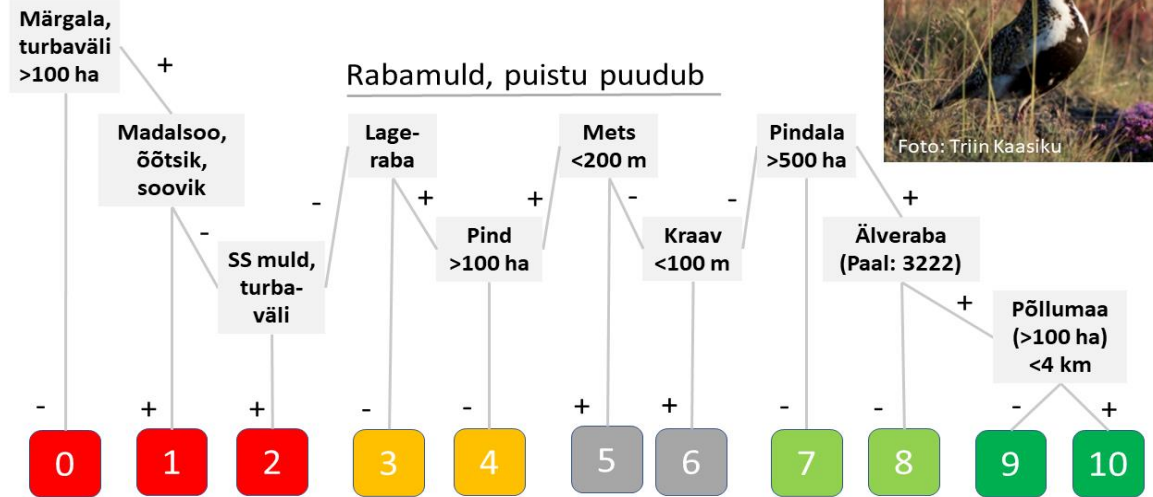 Märgala,
turbaväli
>100 ha
+
Rabamuld, puistu puudub
Foto: Triin Kaasiku
Madalsoo,
õõtsik,
soovik
Lage-
raba
Mets
<200 m
Pindala
>500 ha
-
-
+
+
-
-
+
SS muld,
turba-
väli
Pind
>100 ha
Kraav
<100 m
Älveraba
(Paal: 3222)
+
Põllumaa
(>100 ha)
<4 km
-
+
+
-
-
+
+
-
-
-
+
0
1
2
3
4
5
6
7
8
9
10